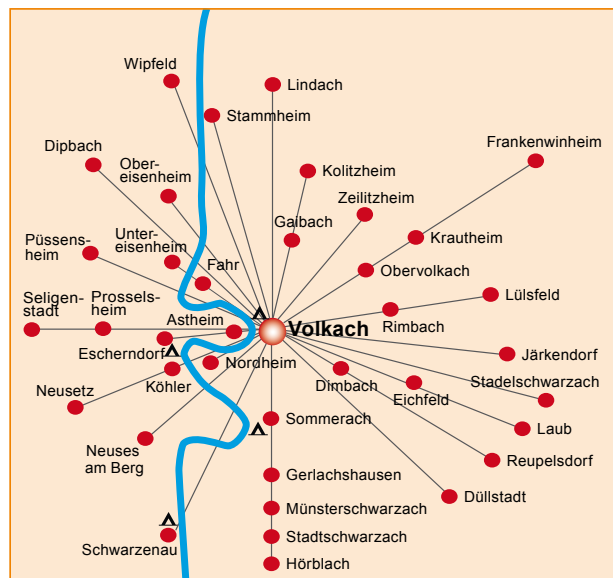 Wipfeld
Lindach
Stammheim
Dipbach
Ober-
eisenheim
Frankenwinheim
Kolitzheim
Zeilitzheim
Gaibach
Krautheim
Püssens-
heim
Unter-
eisenheim
Fahr
Obervolkach
Seligen-
stadt
Prossels-
heim
Lülsfeld
Rimbach
Astheim
Volkach
Escherndorf
Nordheim
Järkendorf
Köhler
Dimbach
Stadelschwarzach
Neusetz
Eichfeld
Sommerach
Laub
Neuses
am Berg
Reupelsdorf
Gerlachshausen
Düllstadt
Münsterschwarzach
Stadtschwarzach
Schwarzenau
Hörblach